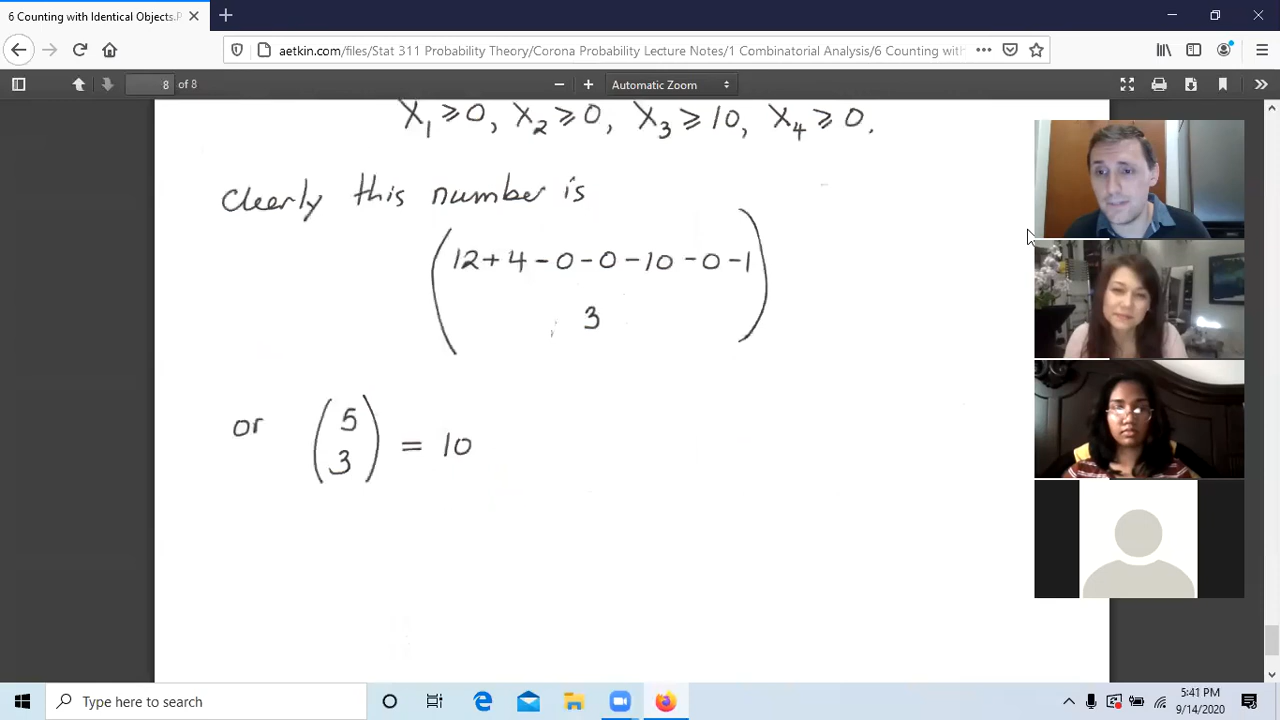 6 Counting with Identical Objects.P
aetkin.com/files/Stat 311 Probability Theory/Corona Probability Lecture Notes/1 Combinatorial Analysis/6 Counting with
8 of 8
Automatic Zoom
X₁ ≥ 0, X₂ ≥ 0, X₃ ≥ 10, X₄ ≥ 0.
Clearly this number is
(12+4-0-0-10-0-1
3)
or (5
3) = 10
Type here to search
5:41 PM
9/14/2020